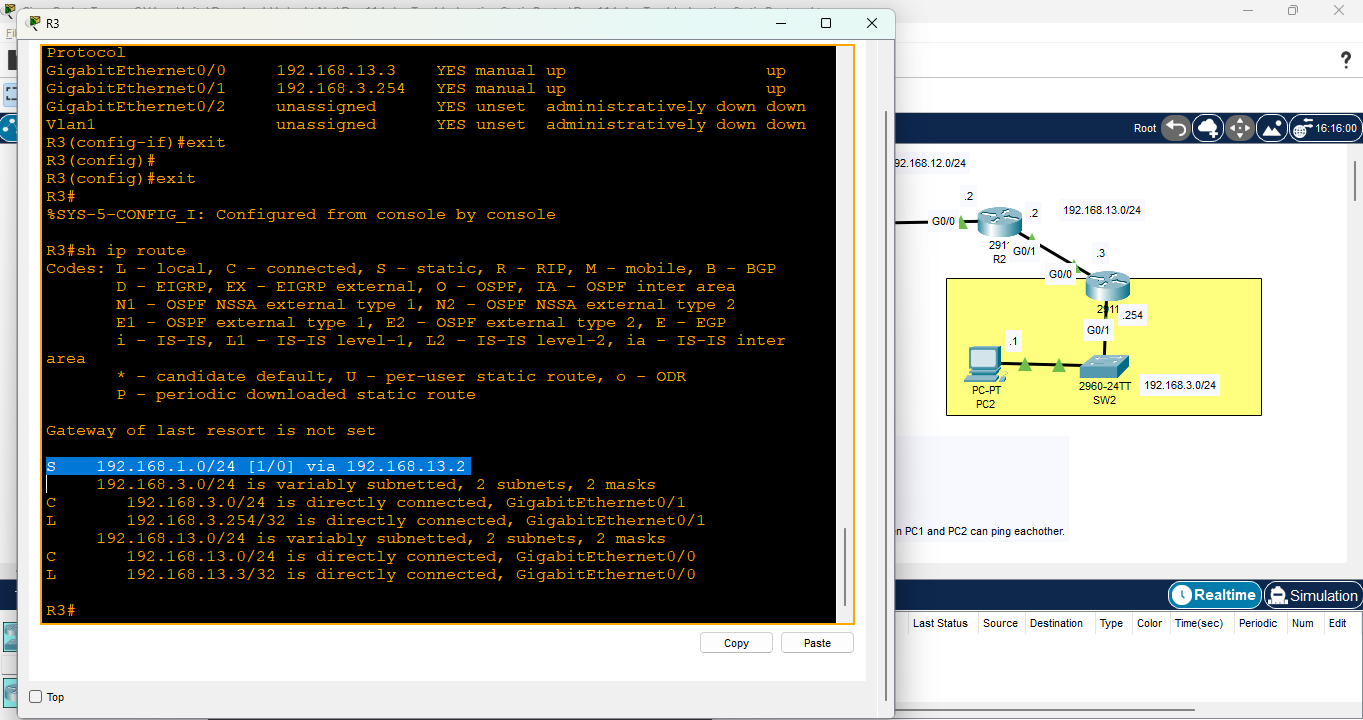 R3
Protocol
GigabitEthernet0/0 192.168.13.3 YES manual up up
GigabitEthernet0/1 192.168.3.254 YES manual up up
GigabitEthernet0/2 unassigned YES unset administratively down down
Vlan1 unassigned YES unset administratively down down
R3(config-if)#exit
R3(config)#
R3(config)#exit
R3#
%SYS-5-CONFIG_I: Configured from console by console
R3#sh ip route
Codes: L - local, C - connected, S - static, R - RIP, M - mobile, B - BGP
D - EIGRP, EX - EIGRP external, O - OSPF, IA - OSPF inter area
N1 - OSPF NSSA external type 1, N2 - OSPF NSSA external type 2
E1 - OSPF external type 1, E2 - OSPF external type 2, E - EGP
i - IS-IS, L1 - IS-IS level-1, L2 - IS-IS level-2, ia - IS-IS inter
area
* - candidate default, U - per-user static route, o - ODR
P - periodic downloaded static route
Gateway of last resort is not set
S 192.168.1.0/24 [1/0] via 192.168.13.2
192.168.3.0/24 is variably subnetted, 2 subnets, 2 masks
C 192.168.3.0/24 is directly connected, GigabitEthernet0/1
L 192.168.3.254/32 is directly connected, GigabitEthernet0/1
192.168.13.0/24 is variably subnetted, 2 subnets, 2 masks
C 192.168.13.0/24 is directly connected, GigabitEthernet0/0
L 192.168.13.3/32 is directly connected, GigabitEthernet0/0
R3#
Copy
Paste
Top
?
Root
16:16:00
92.168.12.0/24
.2
G0/0
.2
192.168.13.0/24
291
R2
G0/1
.3
G0/0
2911
.254
G0/1
.1
PC-PT
PC2
2960-24TT
SW2
192.168.3.0/24
n PC1 and PC2 can ping eachother.
Realtime
Simulation
Last Status Source Destination Type Color Time(sec) Periodic Num Edit